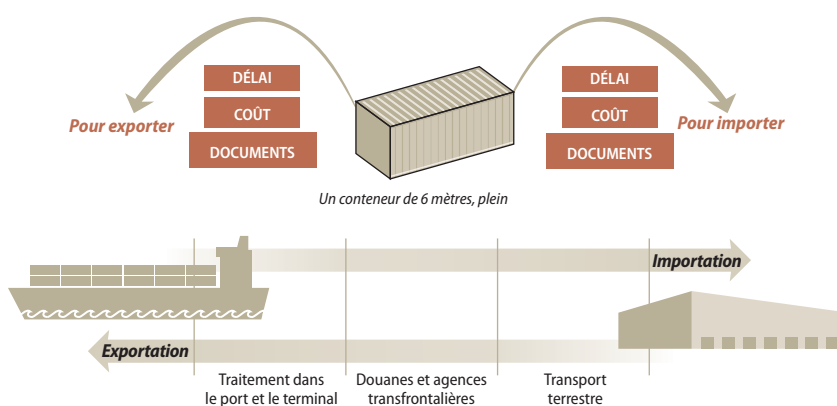 DÉLAI
COÛT
DOCUMENTS
Pour exporter
DÉLAI
COÛT
DOCUMENTS
Pour importer
Un conteneur de 6 mètres, plein
Importation
Exportation
Traitement dans
le port et le terminal
Douanes et agences
transfrontalières
Transport
terrestre